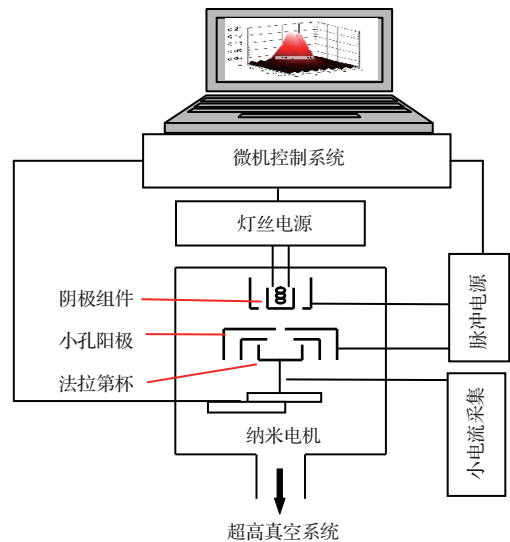 微机控制系统
灯丝电源
阴极组件
小孔阳极
法拉第杯
脉冲电源
小电流采集
纳米电机
超高真空系统